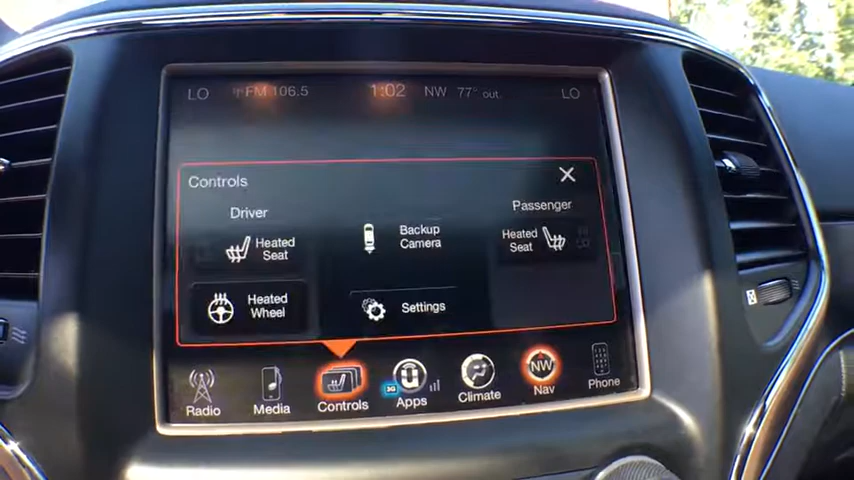 LO FM 106.5 1:02 NW 77° out. LO
Controls
Driver
Passenger
Heated
Seat
Backup
Camera
Heated
Seat
Heated
Wheel
Settings
NW
3G
Radio
Media
Controls
Apps
Climate
Nav
Phone